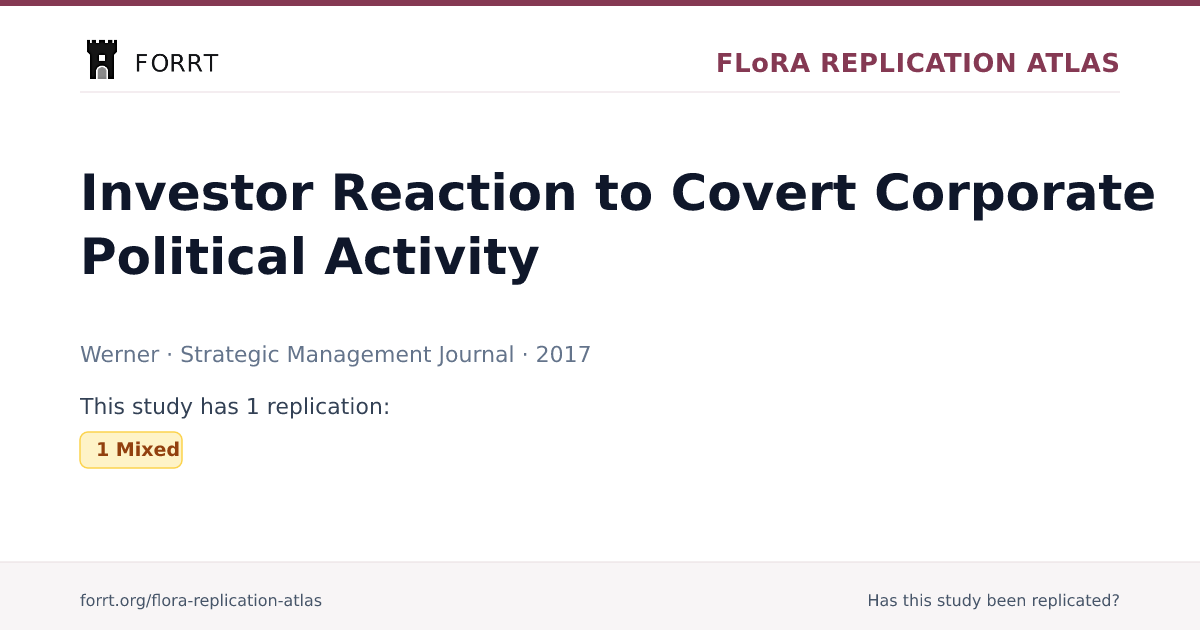 FORRT
FLoRA REPLICATION ATLAS
Investor Reaction to Covert Corporate
Political Activity
Werner · Strategic Management Journal · 2017
This study has 1 replication:
1 Mixed
forrt.org/flora-replication-atlas
Has this study been replicated?